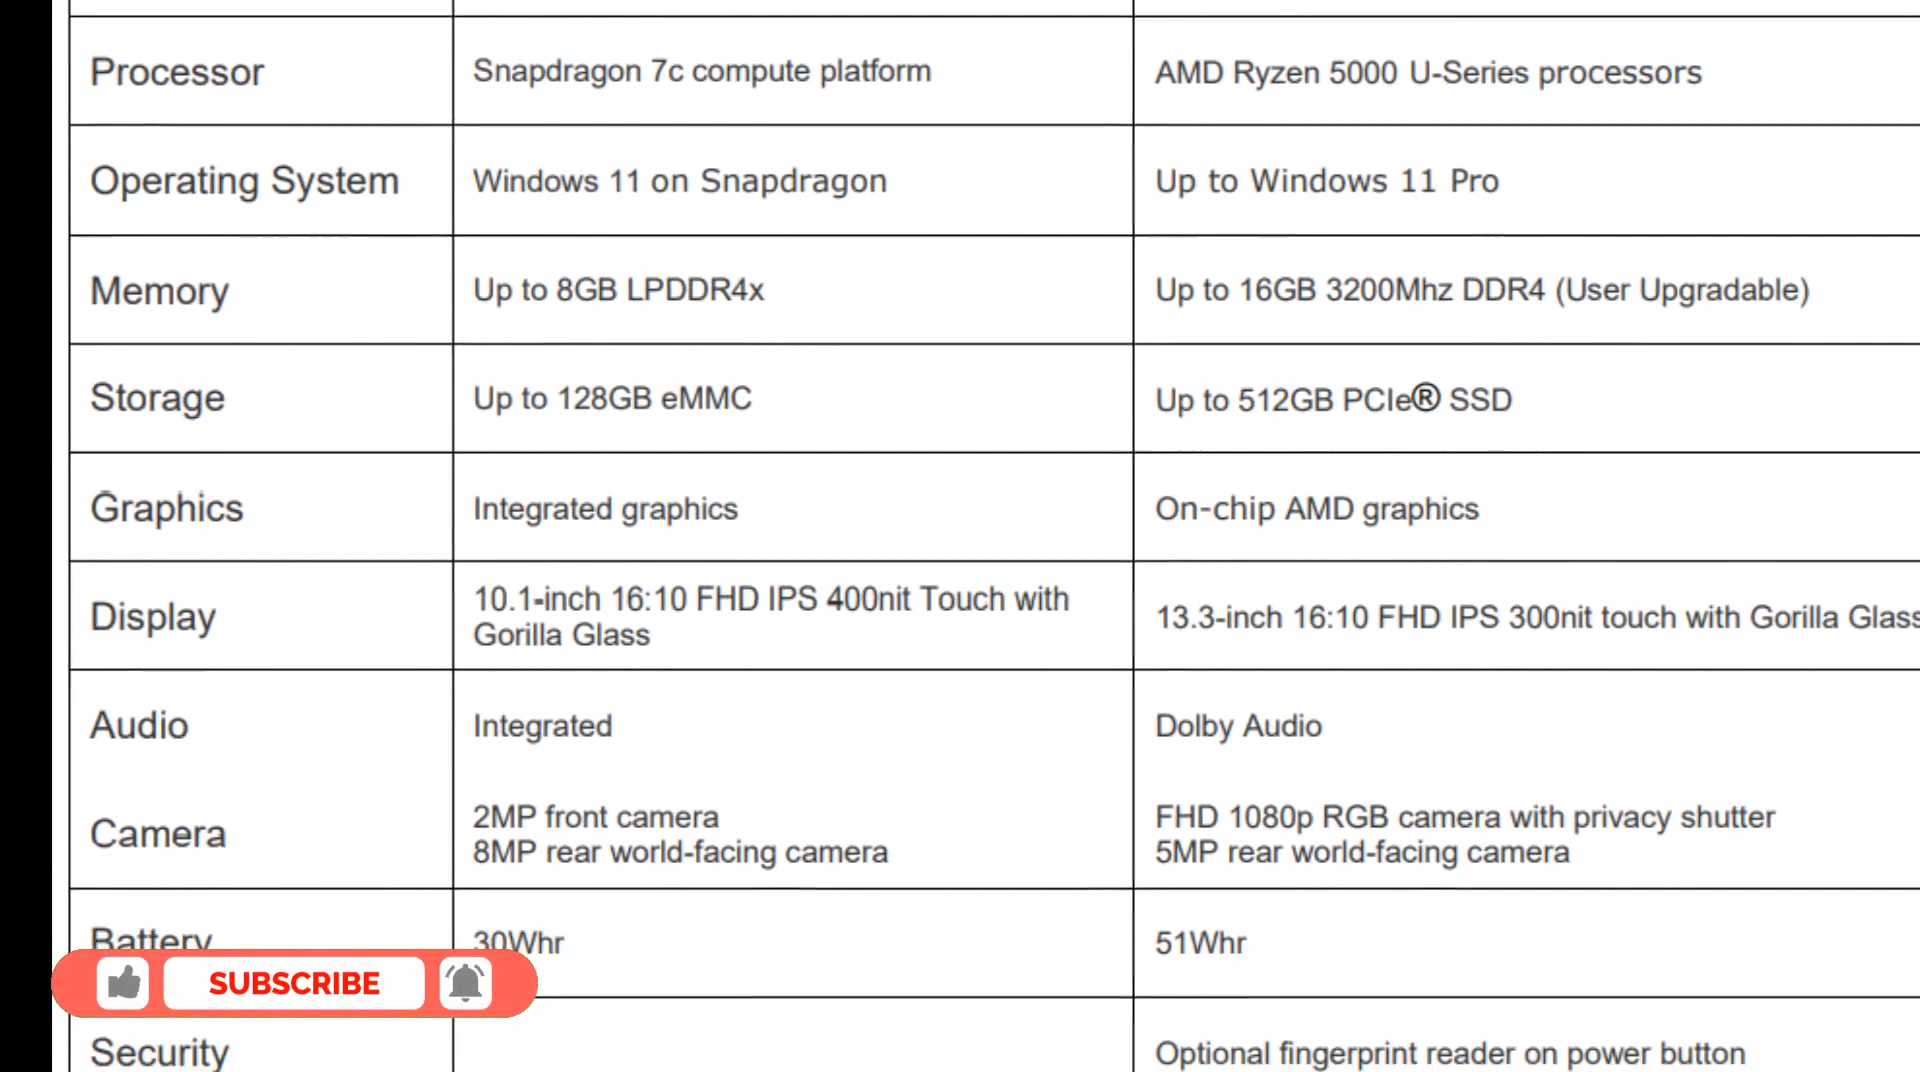 Processor
Snapdragon 7c compute platform
AMD Ryzen 5000 U-Series processors
Operating System
Windows 11 on Snapdragon
Up to Windows 11 Pro
Memory
Up to 8GB LPDDR4x
Up to 16GB 3200Mhz DDR4 (User Upgradable)
Storage
Up to 128GB eMMC
Up to 512GB PCIe® SSD
Graphics
Integrated graphics
On-chip AMD graphics
Display
10.1-inch 16:10 FHD IPS 400nit Touch with
Gorilla Glass
13.3-inch 16:10 FHD IPS 300nit touch with Gorilla Glass
Audio
Integrated
Dolby Audio
Camera
2MP front camera
8MP rear world-facing camera
FHD 1080p RGB camera with privacy shutter
5MP rear world-facing camera
Battery
30Whr
51Whr
SUBSCRIBE
Security
Optional fingerprint reader on power button